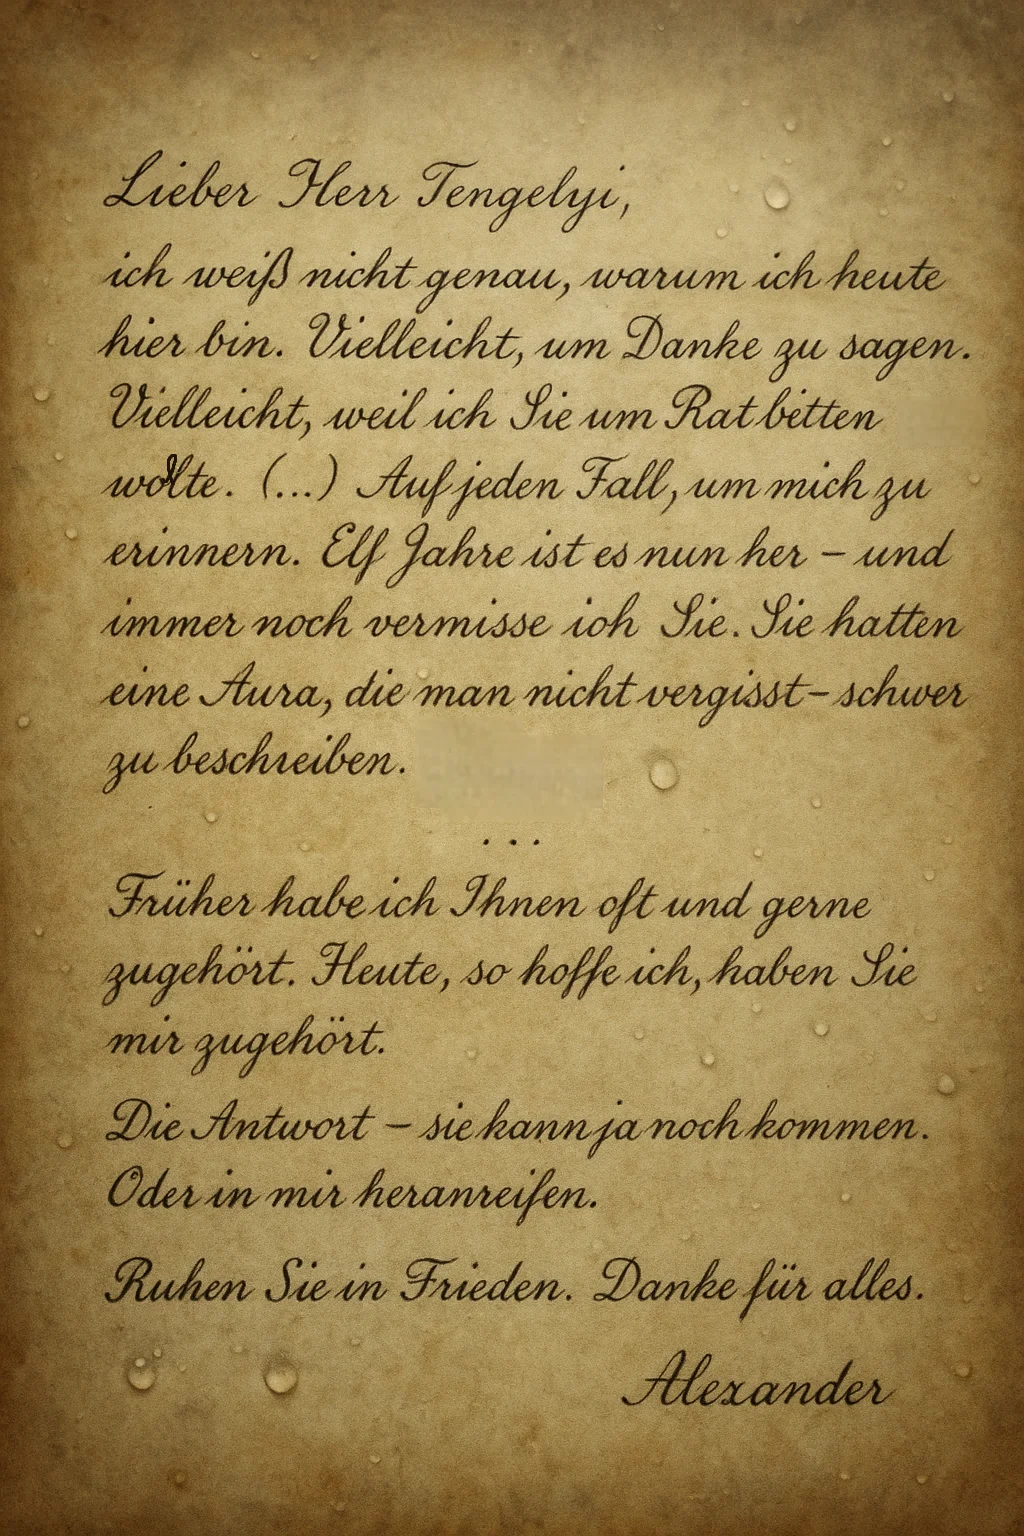 Lieber Herr Tengelyi,
ich weiß nicht genau, warum ich heute
hier bin. Vielleicht, um Danke zu sagen.
Vielleicht, weil ich Sie um Rat bitten
wollte. (...) Auf jeden Fall, um mich zu
erinnern. Elf Jahre ist es nun her – und
immer noch vermisse ich Sie. Sie hatten
eine Aura, die man nicht vergisst – schwer
zu beschreiben.
...
Früher habe ich Ihnen oft und gerne
zugehört. Heute, so hoffe ich, haben Sie
mir zugehört.
Die Antwort – sie kann ja noch kommen.
Oder in mir heranreifen.
Ruhen Sie in Frieden. Danke für alles.
Alexander